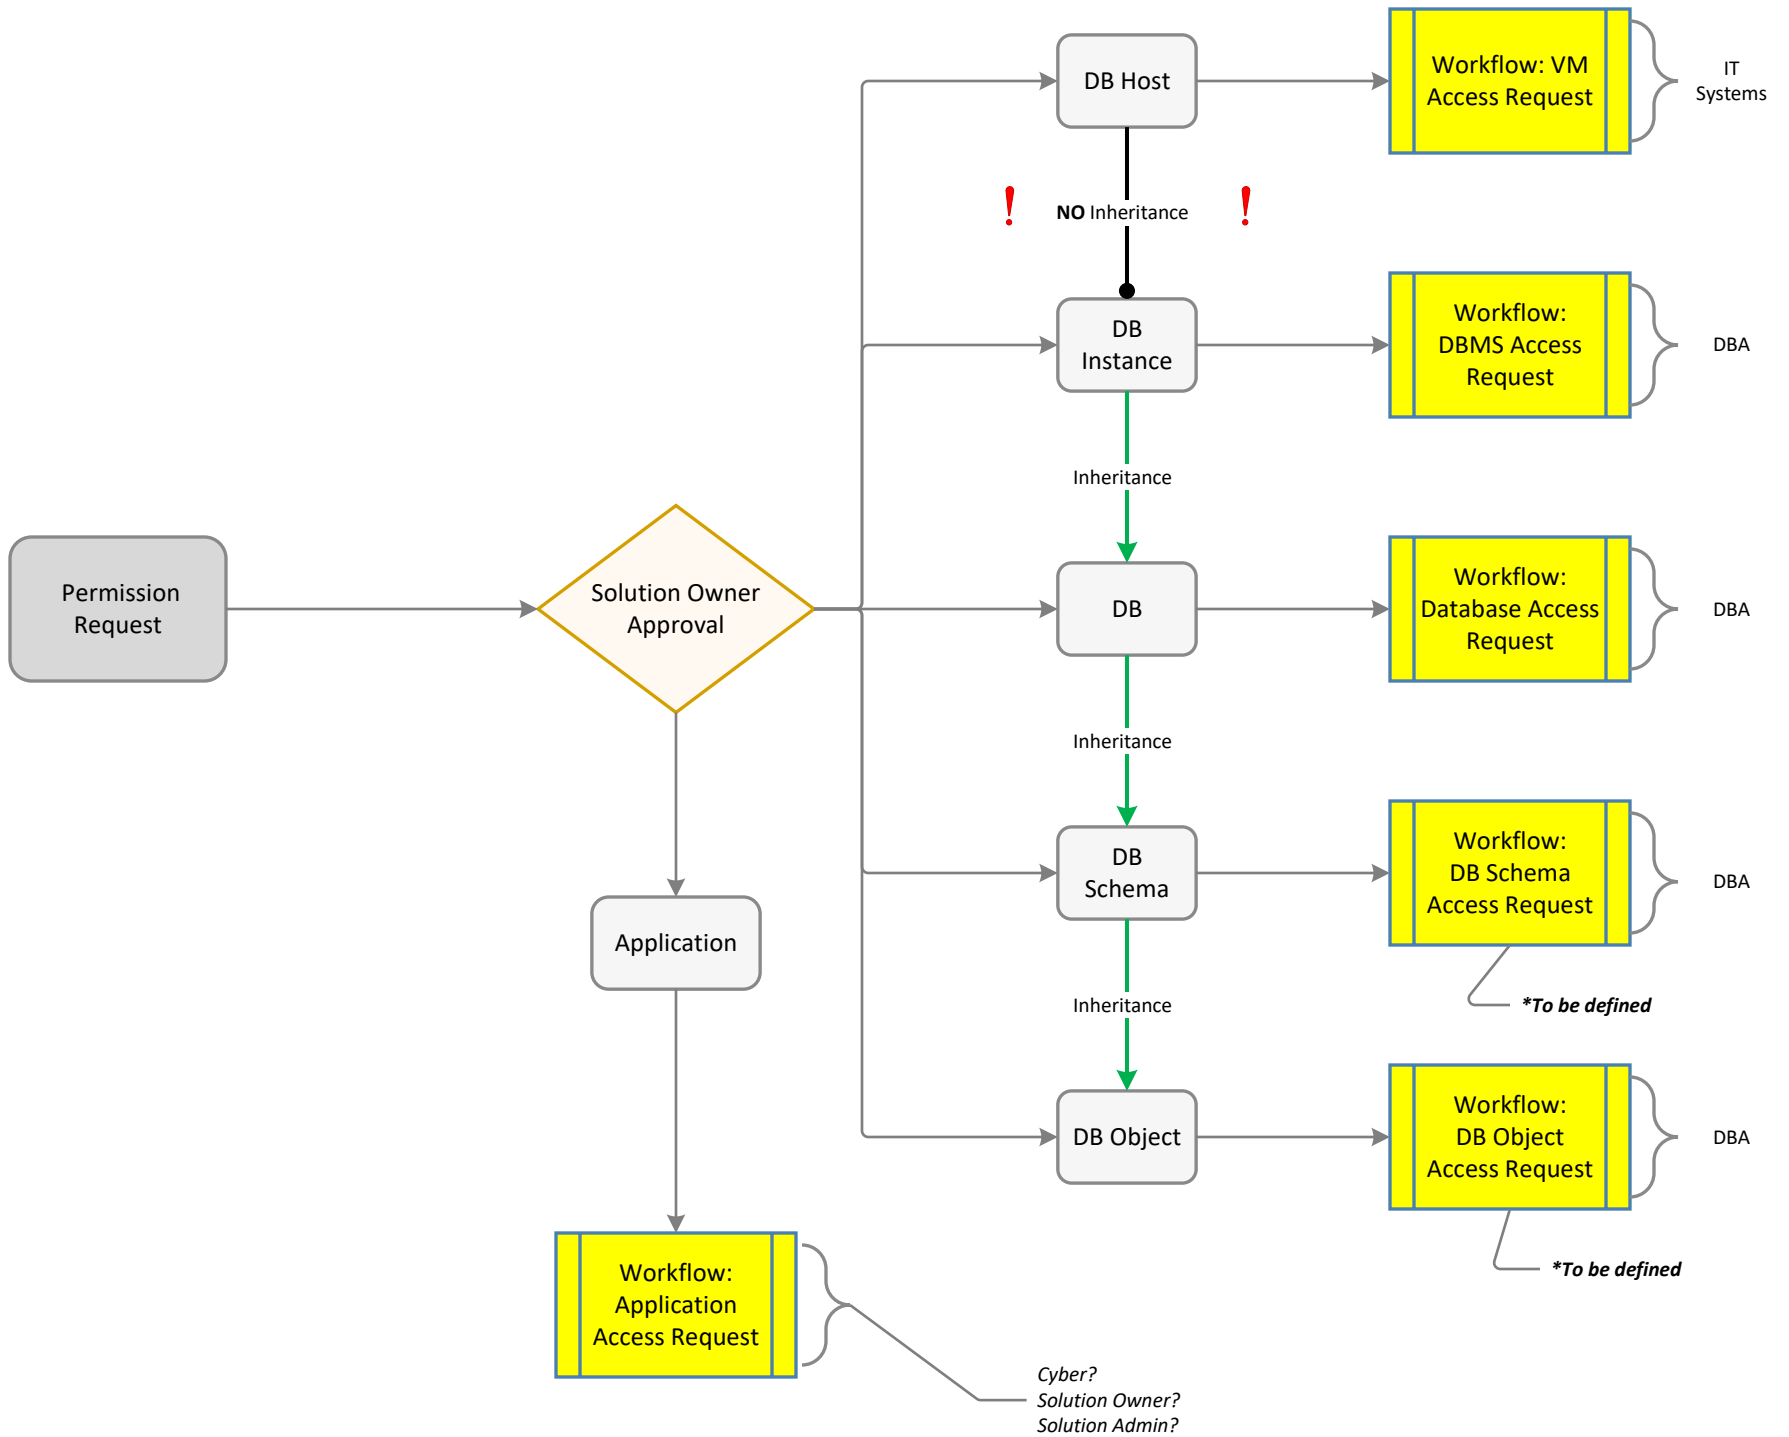 DB Host
Workflow: VM
Access Request
IT
Systems
! NO Inheritance !
DB
Instance
Workflow:
DBMS Access
Request
DBA
Inheritance
Permission
Request
Solution Owner
Approval
DB
Workflow:
Database Access
Request
DBA
Inheritance
DB
Schema
Workflow:
DB Schema
Access Request
DBA
*To be defined
Application
Inheritance
DB Object
Workflow:
DB Object
Access Request
DBA
*To be defined
Workflow:
Application
Access Request
Cyber?
Solution Owner?
Solution Admin?